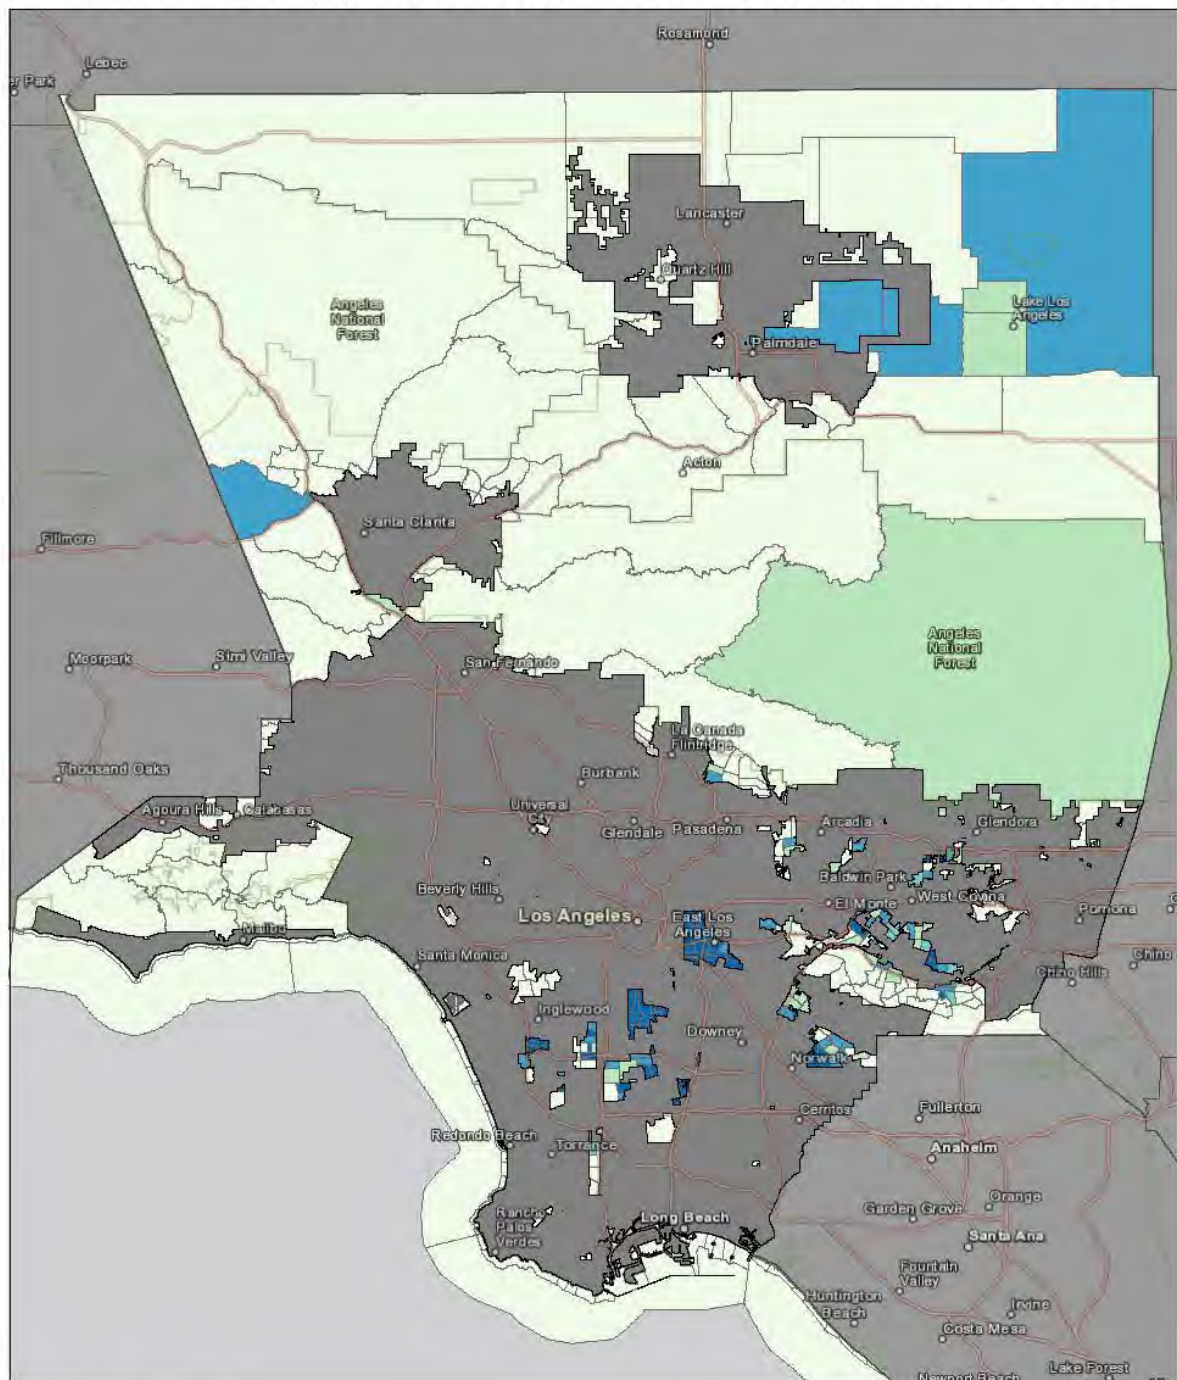 Rosamond
Lebec
er Park
Lancaster
Quartz Hill
Angeles
National
Forest
Lake Los
Angeles
Palmdale
Acton
Santa Clarita
Fillmore
Angeles
National
Forest
Moorpark
Simi Valley
San Fernando
La Canada
Flintridge
Thousand Oaks
Burbank
Agoura Hills
Calabasas
Universal
City
Glendale
Pasadena
Arcadia
Glendora
Baldwin Park
Beverly Hills
El Monte
West Covina
Los Angeles
East Los
Angeles
Pomona
Malibu
Santa Monica
Chino Hills
Chino
Inglewood
Downey
Norwalk
Cerritos
Fullerton
Redondo Beach
Torrance
Anaheim
Rancho
Palos
Verdes
Long Beach
Garden Grove
Orange
Santa Ana
Fountain
Valley
Huntington
Beach
Irvine
Costa Mesa
Newport Beach
Lake Forest